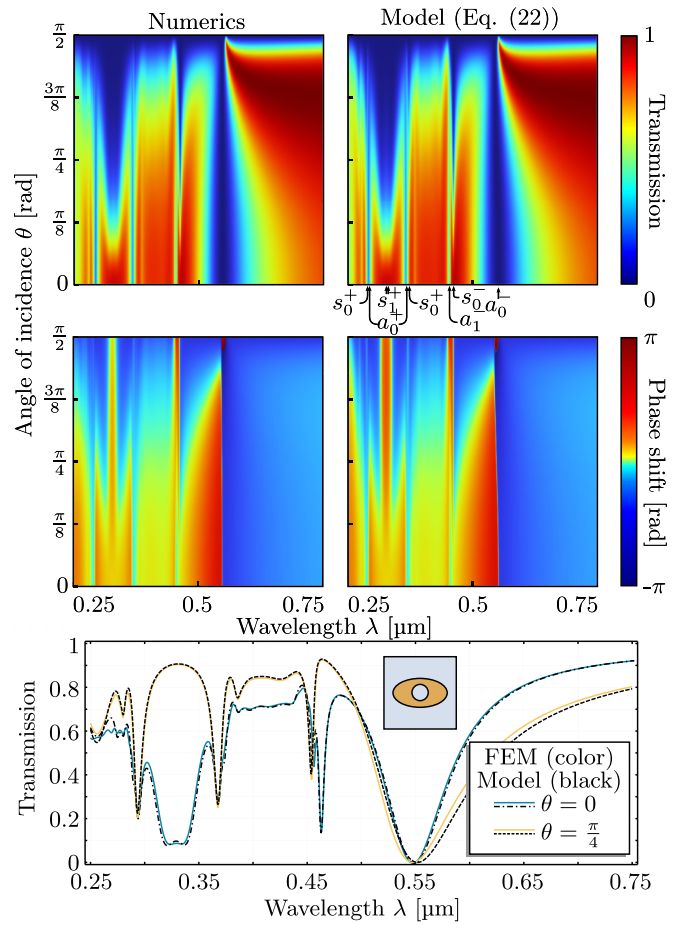 Numerics
Model (Eq. (22))
π/2
3π/8
π/4
π/8
0
Angle of incidence θ [rad]
1
Transmission
0
s₀⁺ s₁⁺ s₀⁺ s₀⁻ a₀⁻
a₀⁺ a₁⁻
π/2
3π/8
π/4
π/8
0
π
Phase shift [rad]
-π
0.25 0.5 0.75 0.25 0.5 0.75
Wavelength λ [µm]
1
0.8
0.6
0.4
0.2
0
Transmission
FEM (color)
Model (black)
θ = 0
θ = π/4
0.25 0.35 0.45 0.55 0.65 0.75
Wavelength λ [µm]